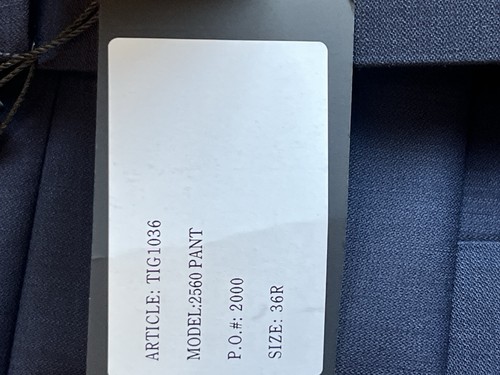 ARTICLE: TIG1036
MODEL:2560 PANT
P.O.#: 2000
SIZE: 36R